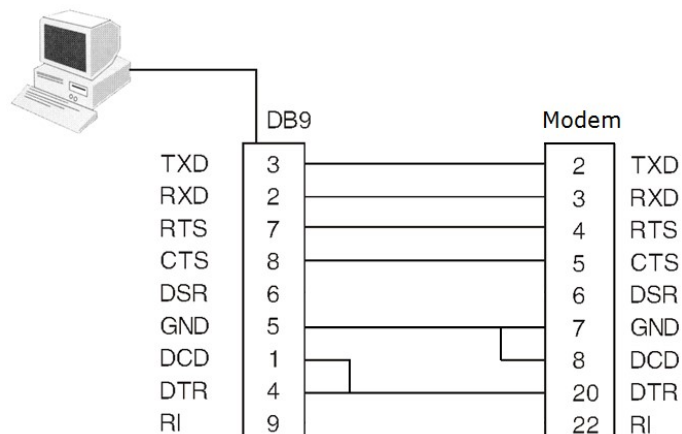 DB9 Modem
TXD 3 2 TXD
RXD 2 3 RXD
RTS 7 4 RTS
CTS 8 5 CTS
DSR 6 6 DSR
GND 5 7 GND
DCD 1 8 DCD
DTR 4 20 DTR
RI 9 22 RI